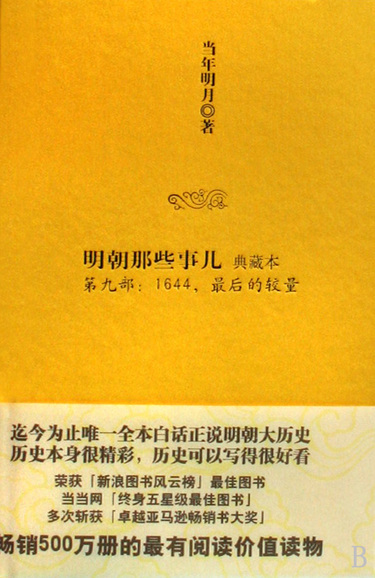 当年明月◎著
明朝那些事儿 典藏本
第九部：1644，最后的较量
迄今为止唯一全本白话正说明朝大历史
历史本身很精彩，历史可以写得很好看
荣获「新浪图书风云榜」最佳图书
当当网「终身五星级最佳图书」
多次斩获「卓越亚马逊畅销书大奖」
畅销500万册的最有阅读价值读物
B